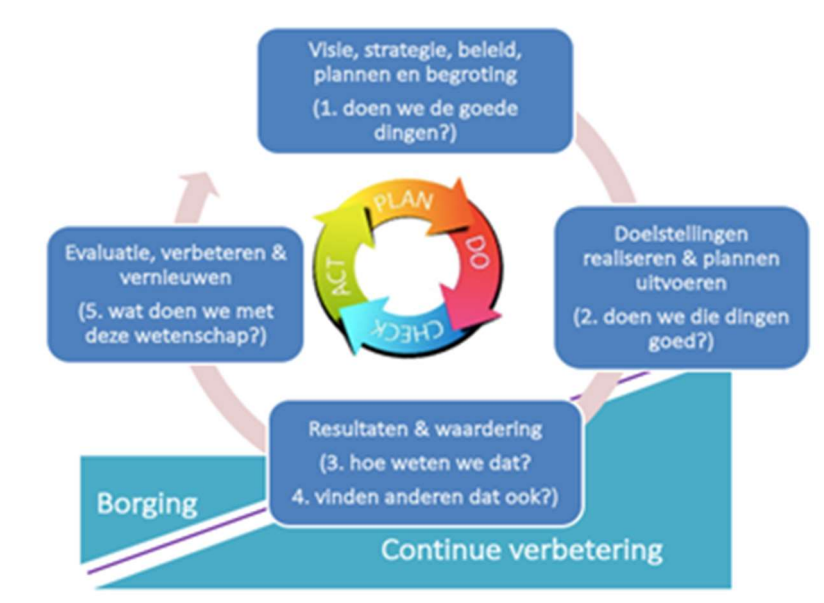 Visie, strategie, beleid,
plannen en begroting
(1. doen we de goede
dingen?)
PLAN
DO
CHECK
ACT
Doelstellingen
realiseren & plannen
uitvoeren
(2. doen we die dingen
goed?)
Evaluatie, verbeteren &
vernieuwen
(5. wat doen we met
deze wetenschap?)
Resultaten & waardering
(3. hoe weten we dat?
4. vinden anderen dat ook?)
Borging
Continue verbetering